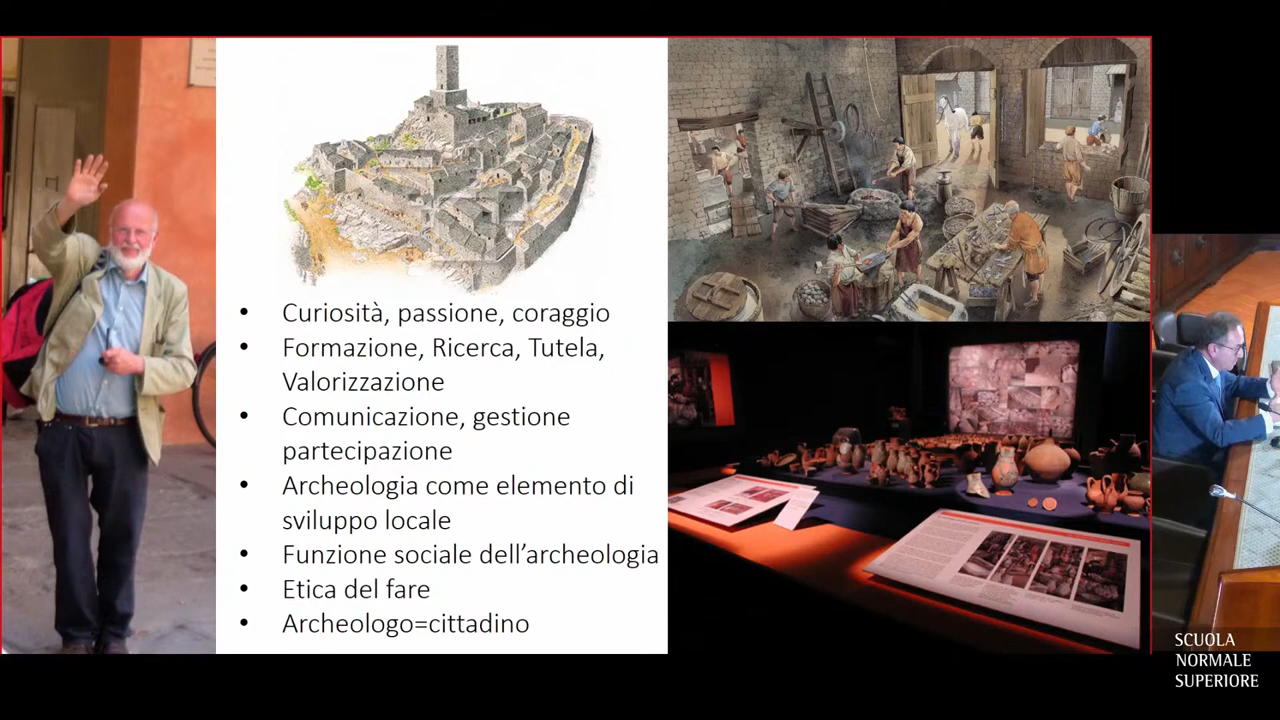 • Curiosità, passione, coraggio
• Formazione, Ricerca, Tutela,
Valorizzazione
• Comunicazione, gestione
partecipazione
• Archeologia come elemento di
sviluppo locale
• Funzione sociale dell’archeologia
• Etica del fare
• Archeologo=cittadino
SCUOLA
NORMALE
SUPERIORE